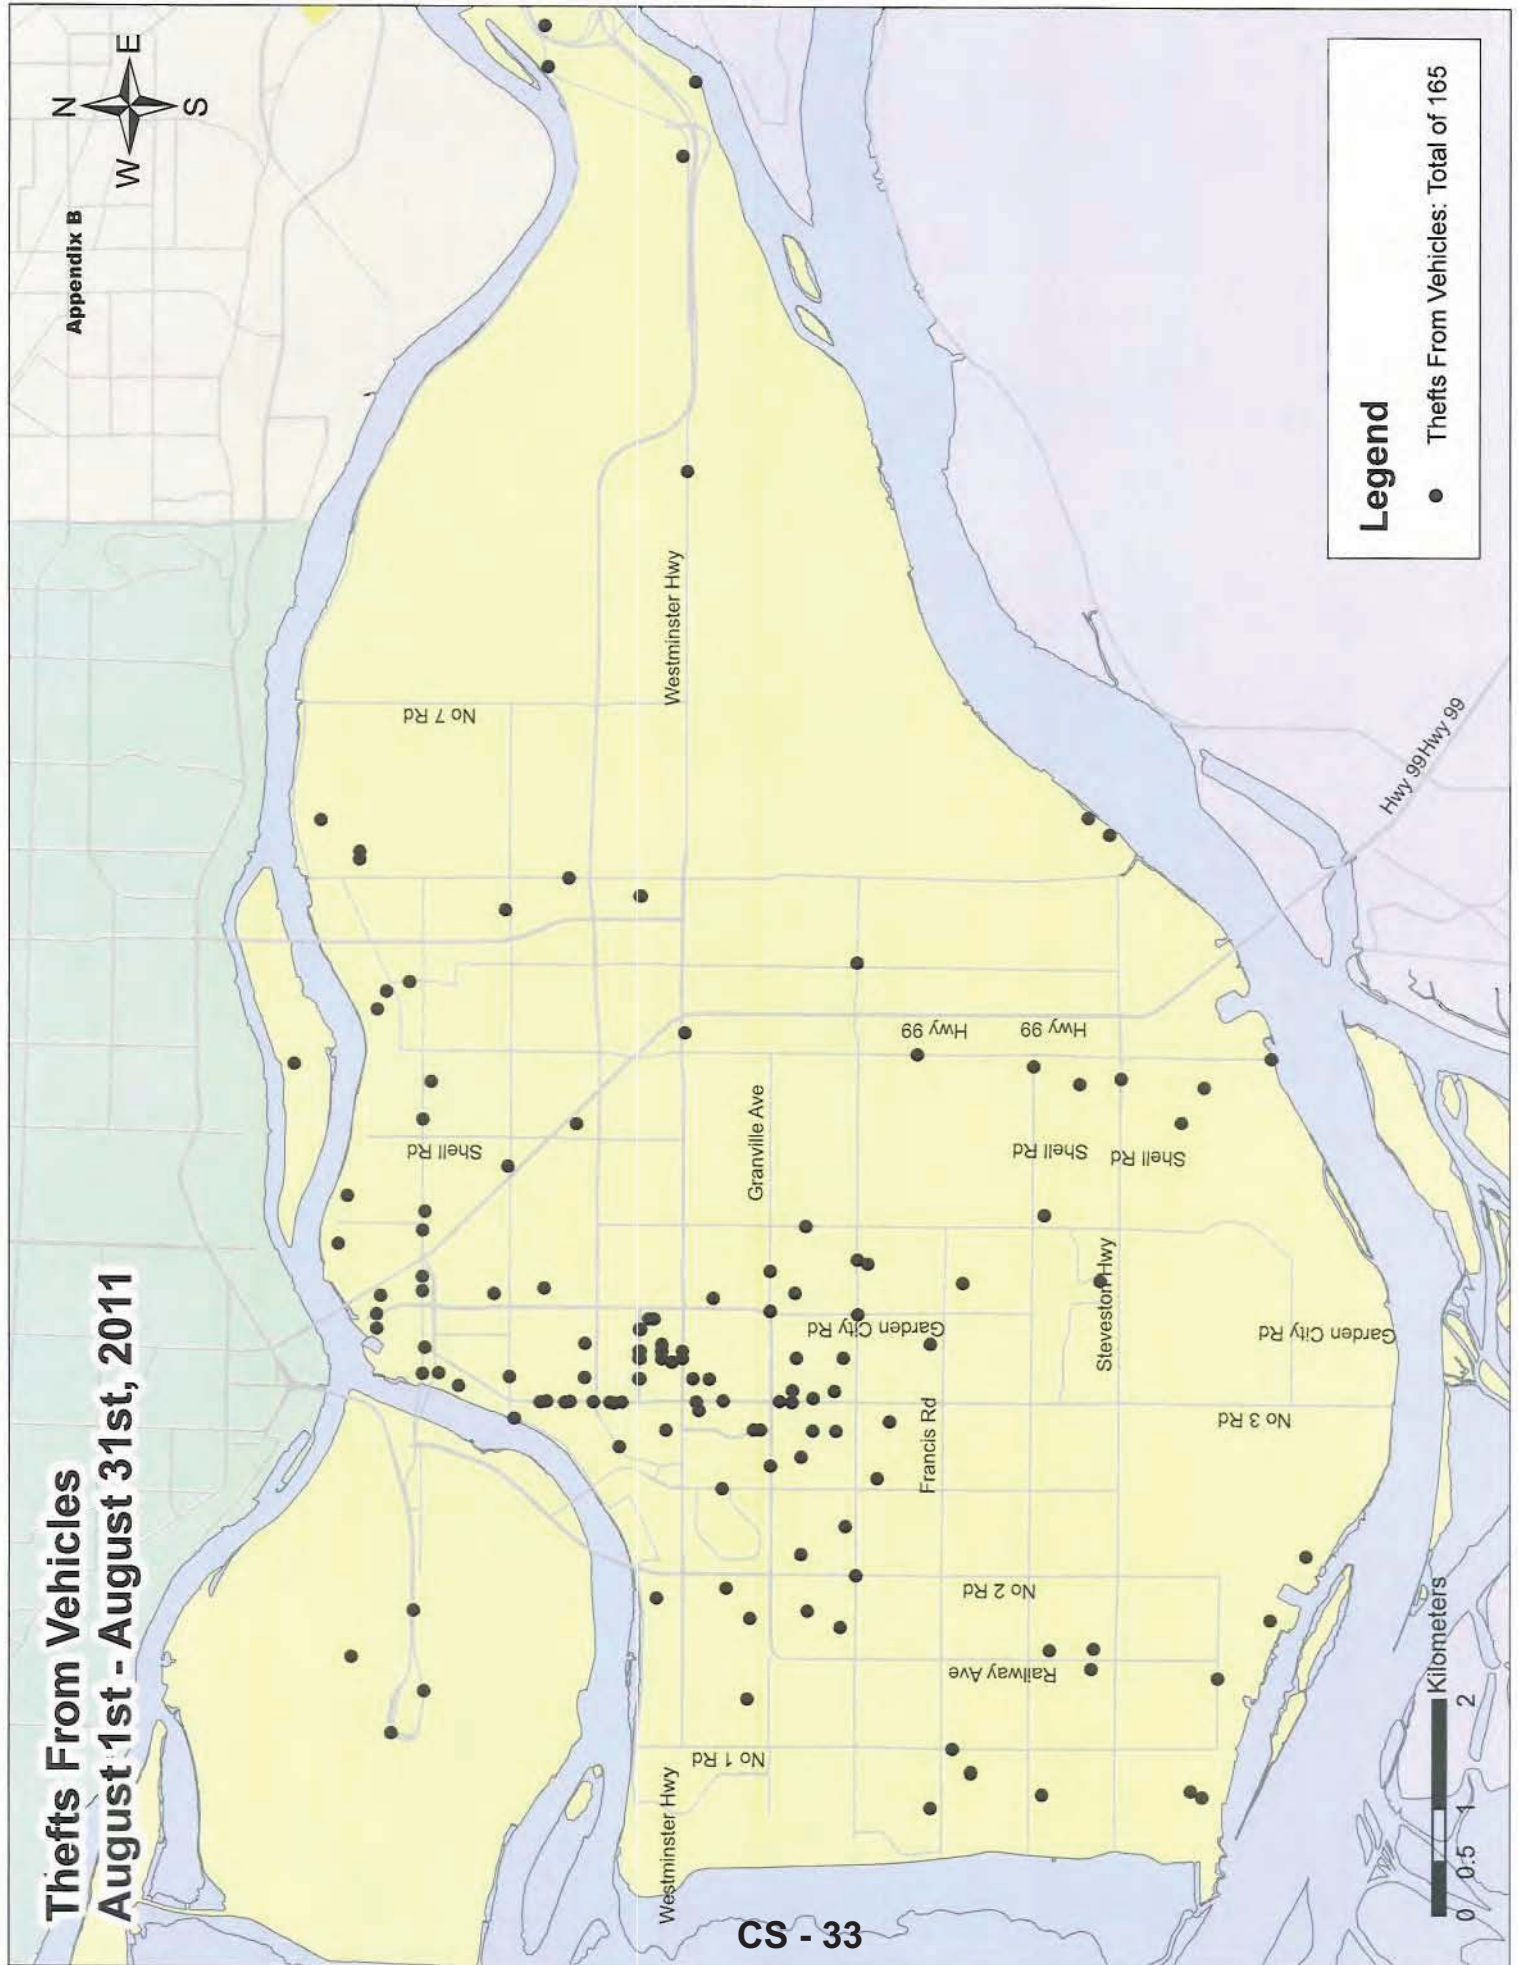 Thefts From Vehicles
August 1st - August 31st, 2011
Appendix B
N
W E
S
No 7 Rd
Westminster Hwy
Shell Rd
Granville Ave
Hwy 99
Hwy 99
Shell Rd
Shell Rd
Garden City Rd
Steveston Hwy
Garden City Rd
Francis Rd
No 3 Rd
No 2 Rd
Railway Ave
No 1 Rd
Westminster Hwy
Hwy 99Hwy 99
Legend
Thefts From Vehicles: Total of 165
Kilometers
0 0.5 1 2
CS - 33